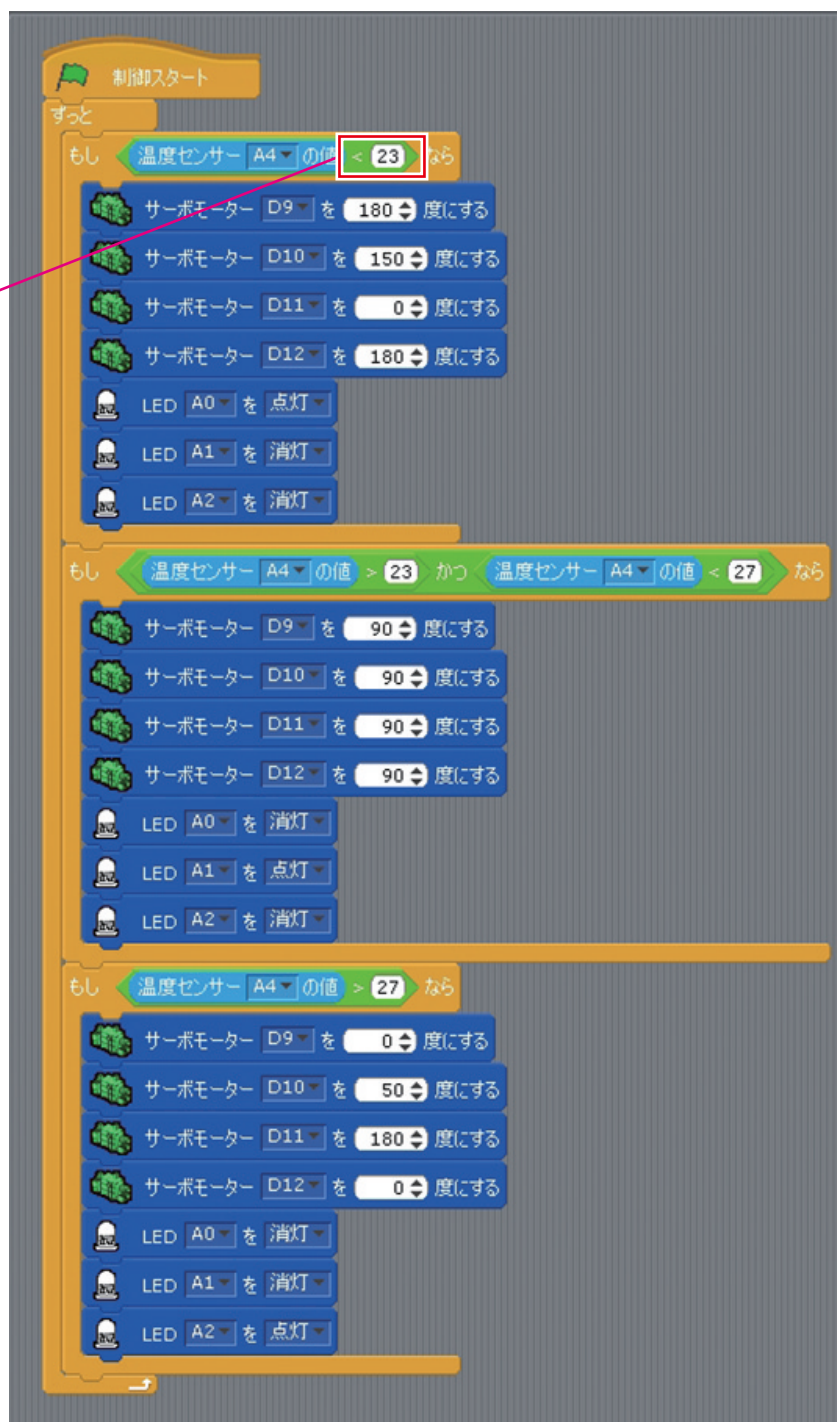 制御スタート
ずっと
もし 温度センサー A4 の値 < 23 なら
サーボモーター D9 を 180 度にする
サーボモーター D10 を 150 度にする
サーボモーター D11 を 0 度にする
サーボモーター D12 を 180 度にする
LED A0 を 点灯
LED A1 を 消灯
LED A2 を 消灯
もし 温度センサー A4 の値 > 23 かつ 温度センサー A4 の値 < 27 なら
サーボモーター D9 を 90 度にする
サーボモーター D10 を 90 度にする
サーボモーター D11 を 90 度にする
サーボモーター D12 を 90 度にする
LED A0 を 消灯
LED A1 を 点灯
LED A2 を 消灯
もし 温度センサー A4 の値 > 27 なら
サーボモーター D9 を 0 度にする
サーボモーター D10 を 50 度にする
サーボモーター D11 を 180 度にする
サーボモーター D12 を 0 度にする
LED A0 を 消灯
LED A1 を 消灯
LED A2 を 点灯